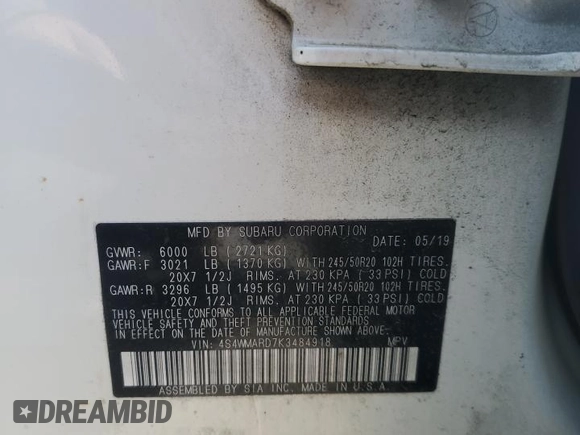 MFD BY SUBARU CORPORATION
DATE: 05/19
GVWR: 6000 LB (2721KG)
GAWR:F 3021 LB (1370 KG) WITH 245/50R20 102H TIRES.
20X7 1/2J RIMS. AT 230 KPA (33 PSI) COLD
GAWR:R 3296 LB (1495 KG) WITH 245/50R20 102H TIRES.
20X7 1/2J RIMS. AT 230 KPA (33 PSI) COLD
THIS VEHICLE CONFORMS TO ALL APPLICABLE FEDERAL MOTOR
VEHICLE SAFETY, BUMPER, AND THEFT PREVENTION STANDARDS
IN EFFECT ON THE DATE OF MANUFACTURE SHOWN ABOVE.
VIN: 4S4WMARD7K3484918 MPV
ASSEMBLED BY SIA INC. MADE IN U.S.A.
DREAMBID